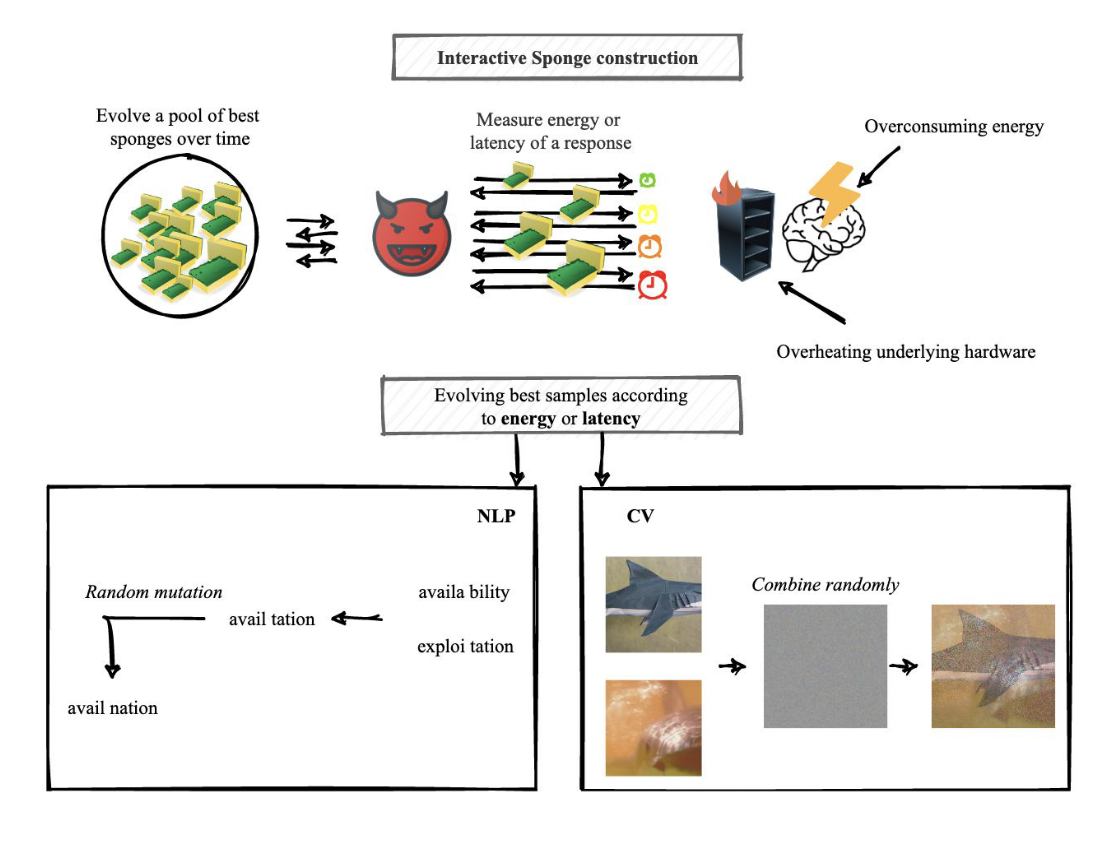 Interactive Sponge construction
Evolve a pool of best
sponges over time
Measure energy or
latency of a response
Overconsuming energy
Overheating underlying hardware
Evolving best samples according
to energy or latency
NLP
availa bility
exploi tation
avail tation
Random mutation
avail nation
CV
Combine randomly